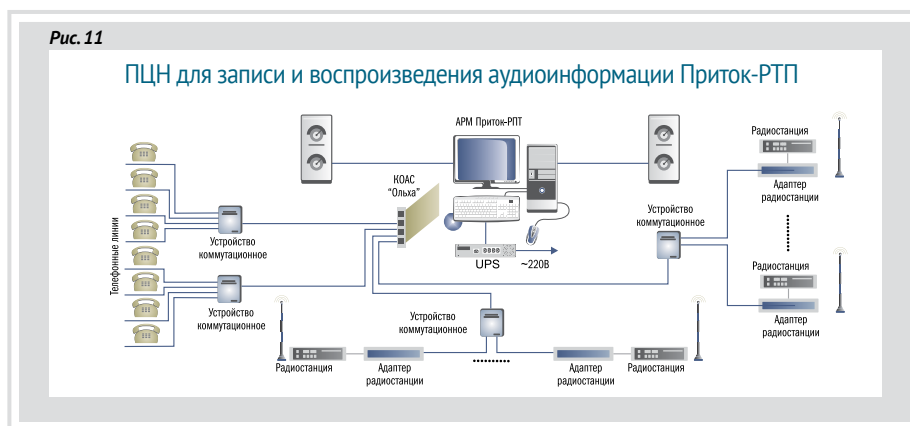 Рис. 11
ПЦН для записи и воспроизведения аудиоинформации Приток-РТП
АРМ Приток-РПТ
КОАС
"Ольха"
Телефонные линии
Устройство
коммутационное
Устройство
коммутационное
UPS
~220В
Устройство
коммутационное
Радиостанция
Адаптер
радиостанции
Радиостанция
Адаптер
радиостанции
Устройство
коммутационное
Радиостанция
Адаптер
радиостанции
Адаптер
радиостанции
Радиостанция